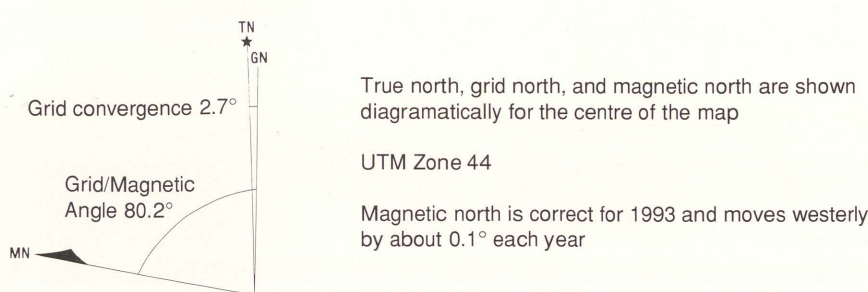 TN
GN
Grid convergence 2.7°
Grid/Magnetic
Angle 80.2°
MN
True north, grid north, and magnetic north are shown
diagramatically for the centre of the map
UTM Zone 44
Magnetic north is correct for 1993 and moves westerly
by about 0.1° each year